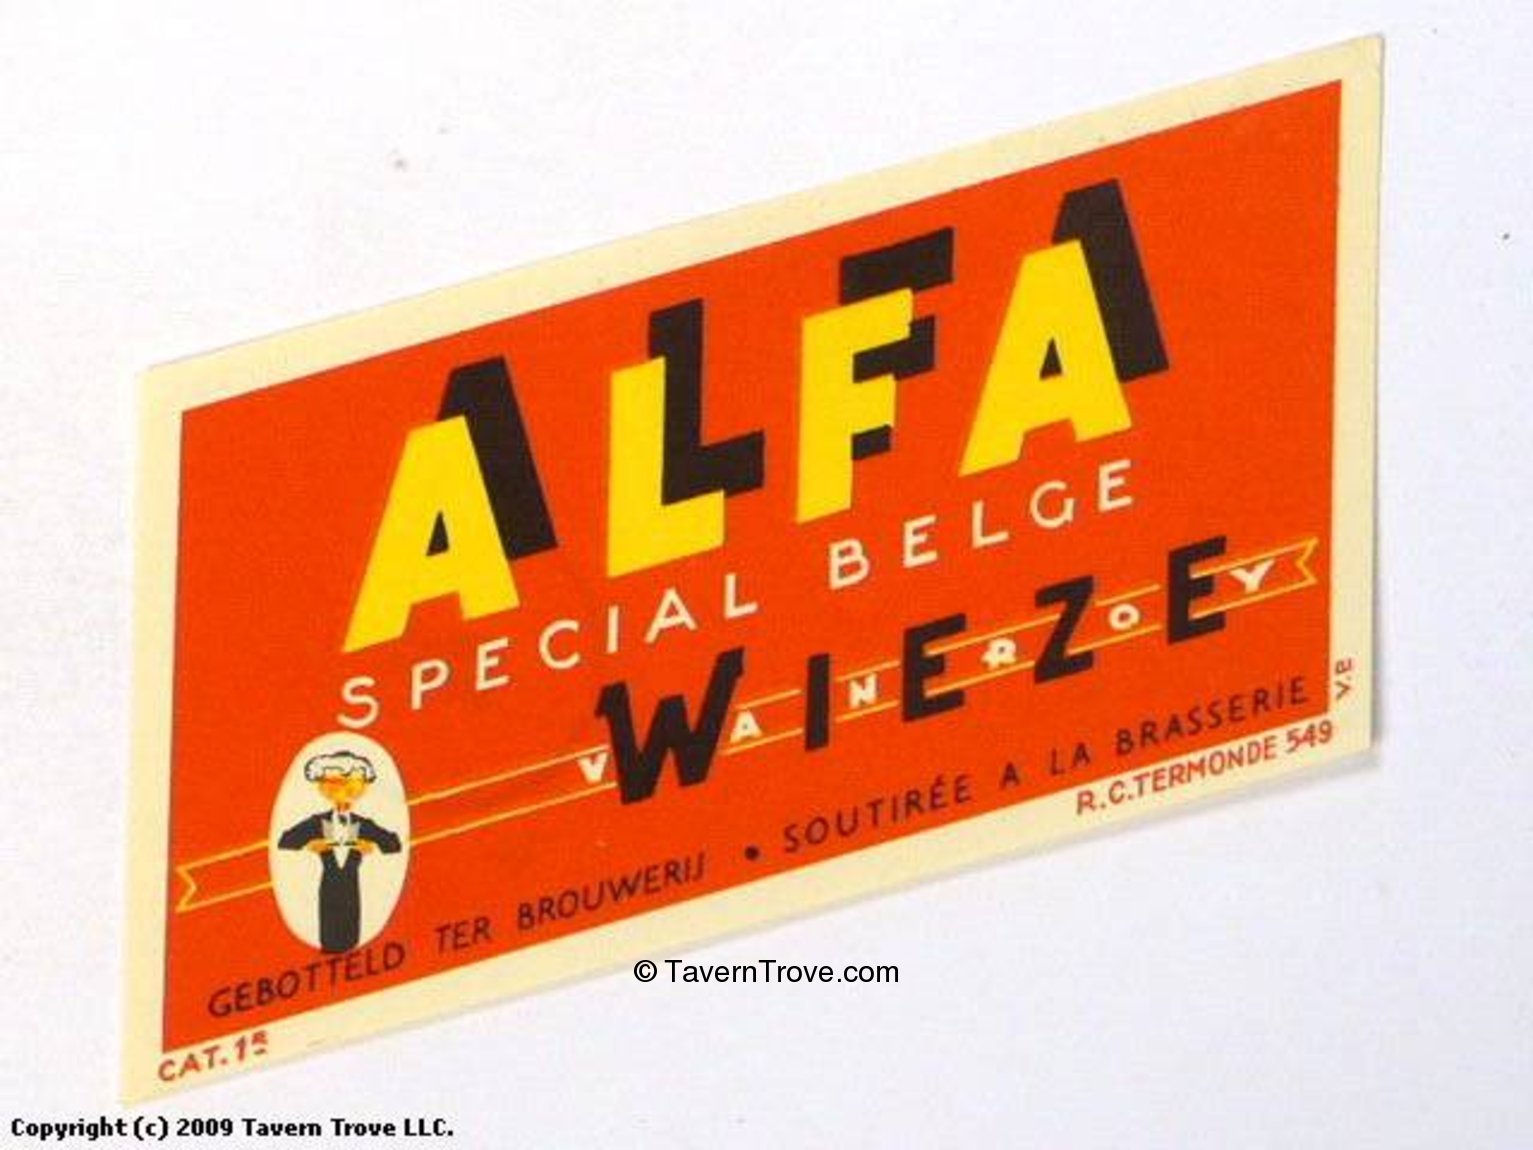 ALFA
SPECIAL BELGE
WIEZE
VAN ROY
GEBOTTELD TER BROUWERIJ • SOUTIRÉE A LA BRASSERIE
V.B
CAT. 1R
R.C. TERMONDE 549
© TavernTrove.com
Copyright (c) 2009 Tavern Trove LLC.